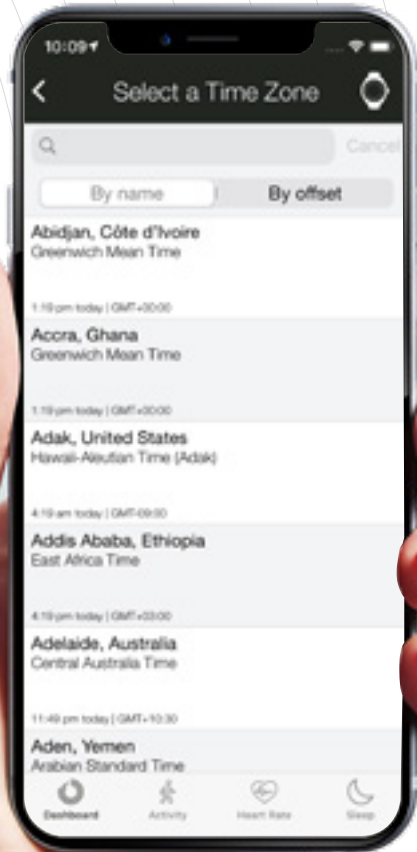 10:09
Select a Time Zone
Cancel
By name
By offset
Abidjan, Côte d'Ivoire
Greenwich Mean Time
1:19 pm today | GMT+00:00
Accra, Ghana
Greenwich Mean Time
1:19 pm today | GMT+00:00
Adak, United States
Hawaii-Aleutian Time (Adak)
4:19 am today | GMT-09:00
Addis Ababa, Ethiopia
East Africa Time
4:19 pm today | GMT+03:00
Adelaide, Australia
Central Australia Time
11:49 pm today | GMT+10:30
Aden, Yemen
Arabian Standard Time
Dashboard
Activity
Heart Rate
Sleep